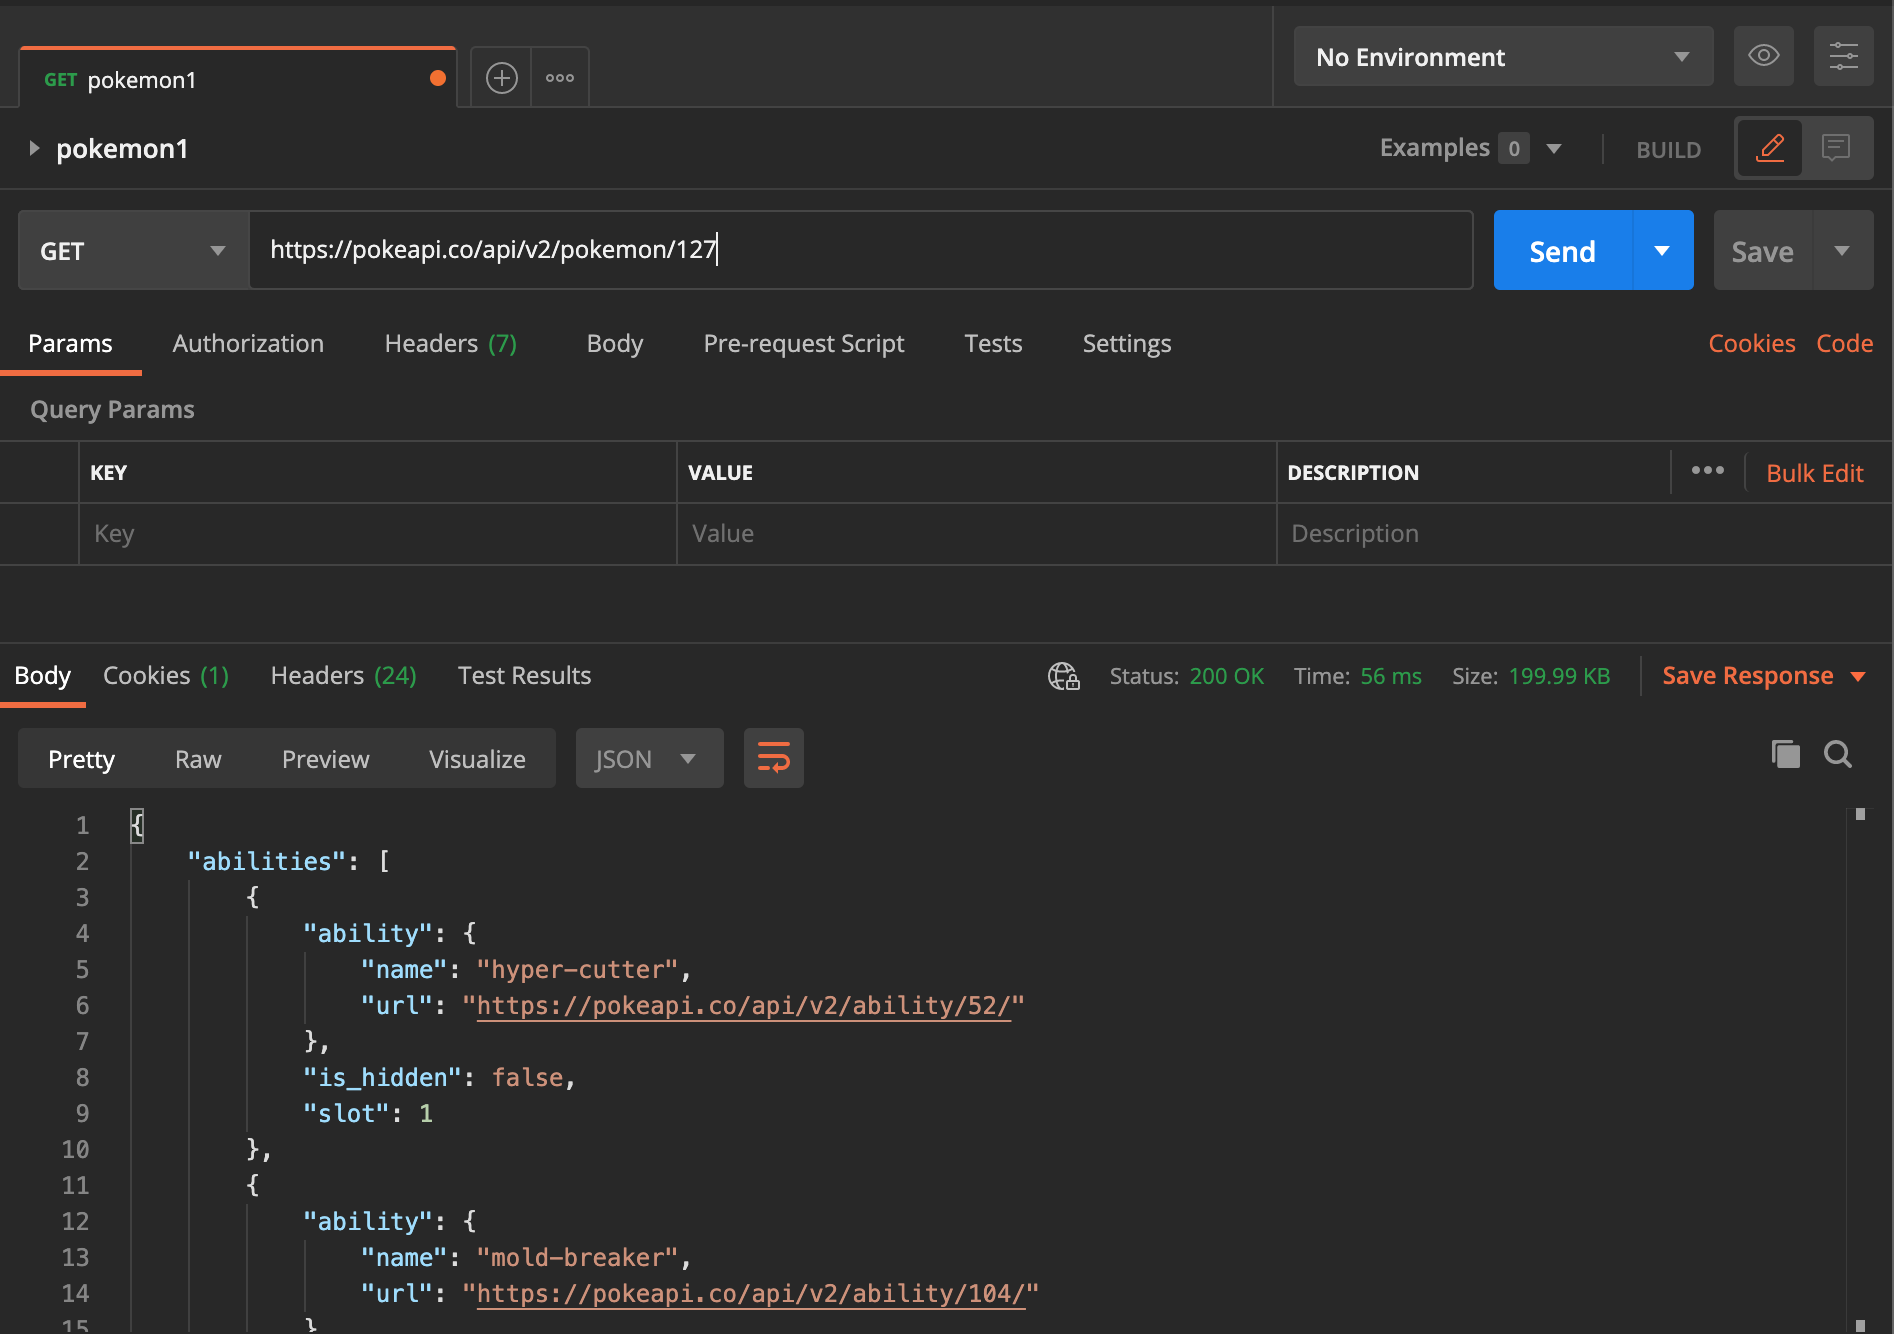 GET pokemon1
No Environment
pokemon1
Examples 0
BUILD
GET
https://pokeapi.co/api/v2/pokemon/127
Send
Save
Params Authorization Headers (7) Body Pre-request Script Tests Settings Cookies Code
Query Params
KEY VALUE DESCRIPTION ••• Bulk Edit
Key Value Description
Body Cookies (1) Headers (24) Test Results Status: 200 OK Time: 56 ms Size: 199.99 KB Save Response
Pretty Raw Preview Visualize JSON
1 {
2 "abilities": [
3 {
4 "ability": {
5 "name": "hyper-cutter",
6 "url": "https://pokeapi.co/api/v2/ability/52/"
7 },
8 "is_hidden": false,
9 "slot": 1
10 },
11 {
12 "ability": {
13 "name": "mold-breaker",
14 "url": "https://pokeapi.co/api/v2/ability/104/"
15 }